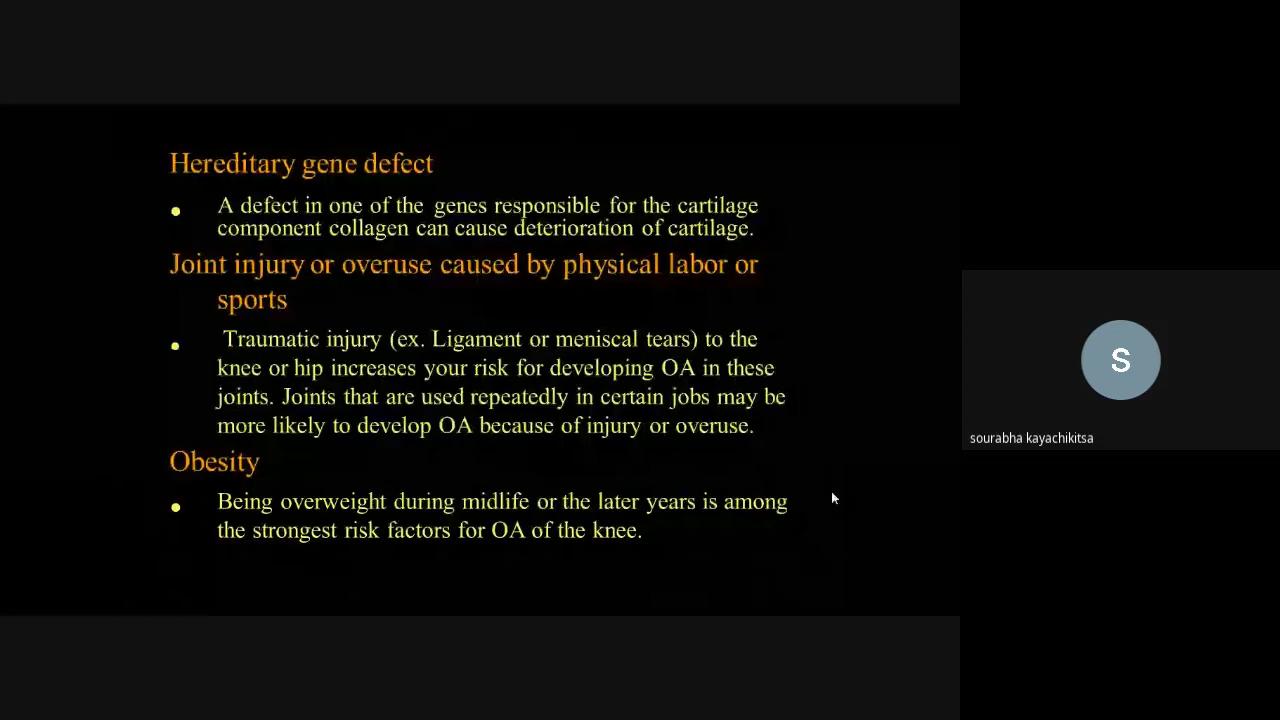 Hereditary gene defect
• A defect in one of the genes responsible for the cartilage
component collagen can cause deterioration of cartilage.
Joint injury or overuse caused by physical labor or
sports
• Traumatic injury (ex. Ligament or meniscal tears) to the
knee or hip increases your risk for developing OA in these
joints. Joints that are used repeatedly in certain jobs may be
more likely to develop OA because of injury or overuse.
Obesity
• Being overweight during midlife or the later years is among
the strongest risk factors for OA of the knee.
S
sourabha kayachikitsa